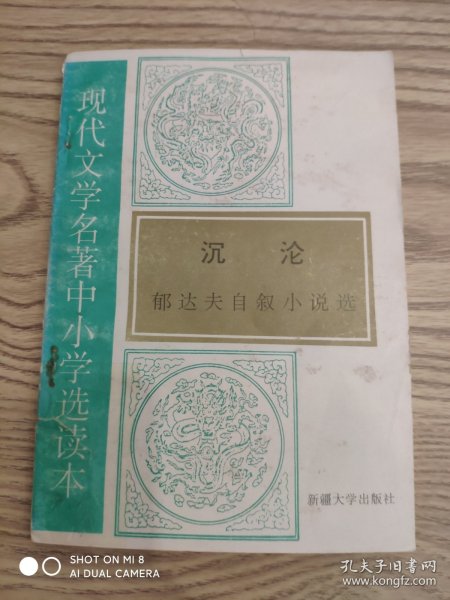 现代文学名著中小学选读本
沉 沦
郁达夫自叙小说选
新疆大学出版社
SHOT ON MI 8
AI DUAL CAMERA
孔夫子旧书网
www.kongfz.com